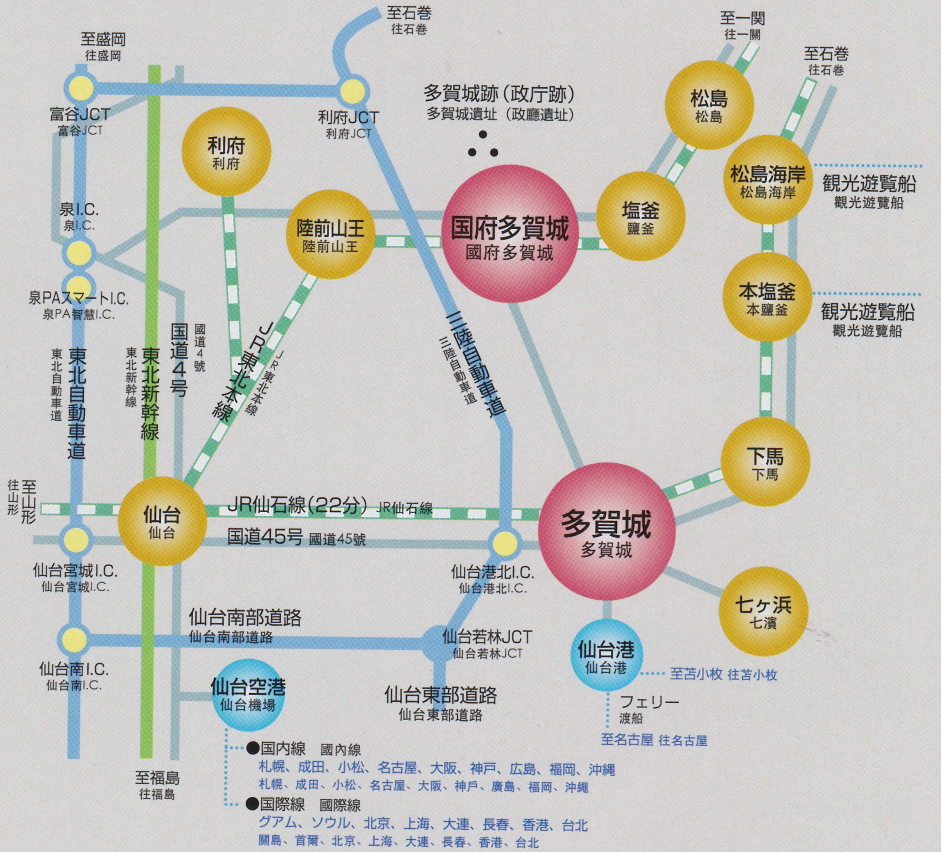 至盛岡
往盛岡
至石巻
往石巻
至一関
往一關
至石巻
往石巻
富谷JCT
富谷JCT
利府JCT
利府JCT
多賀城跡(政庁跡)
多賀城遺址(政廳遺址)
松島
松島
利府
利府
松島海岸
松島海岸
観光遊覧船
觀光遊覽船
泉I.C.
泉I.C.
陸前山王
陸前山王
国府多賀城
國府多賀城
塩釜
鹽釜
泉PAスマートI.C.
泉PA智慧I.C.
本塩釜
本鹽釜
観光遊覧船
觀光遊覽船
東北自動車道
東北自動車道
東北新幹線
東北新幹線
国道4号
國道4號
JR東北本線
JR東北本線
三陸自動車道
三陸自動車道
下馬
下馬
至山形
往山形
仙台
仙台
JR仙石線(22分) JR仙石線
国道45号 國道45號
多賀城
多賀城
仙台宮城I.C.
仙台宮城I.C.
仙台港北I.C.
仙台港北I.C.
七ヶ浜
七濱
仙台南部道路
仙台南部道路
仙台若林JCT
仙台若林JCT
仙台港
仙台港
至苫小枚 往苫小枚
仙台南I.C.
仙台南I.C.
仙台空港
仙台機場
仙台東部道路
仙台東部道路
フェリー
渡船
至名古屋 往名古屋
至福島
往福島
●国内線 國內線
札幌、成田、小松、名古屋、大阪、神戸、広島、福岡、沖縄
札幌、成田、小松、名古屋、大阪、神戶、廣島、福岡、沖繩
●国際線 國際線
グアム、ソウル、北京、上海、大連、長春、香港、台北
關島、首爾、北京、上海、大連、長春、香港、台北